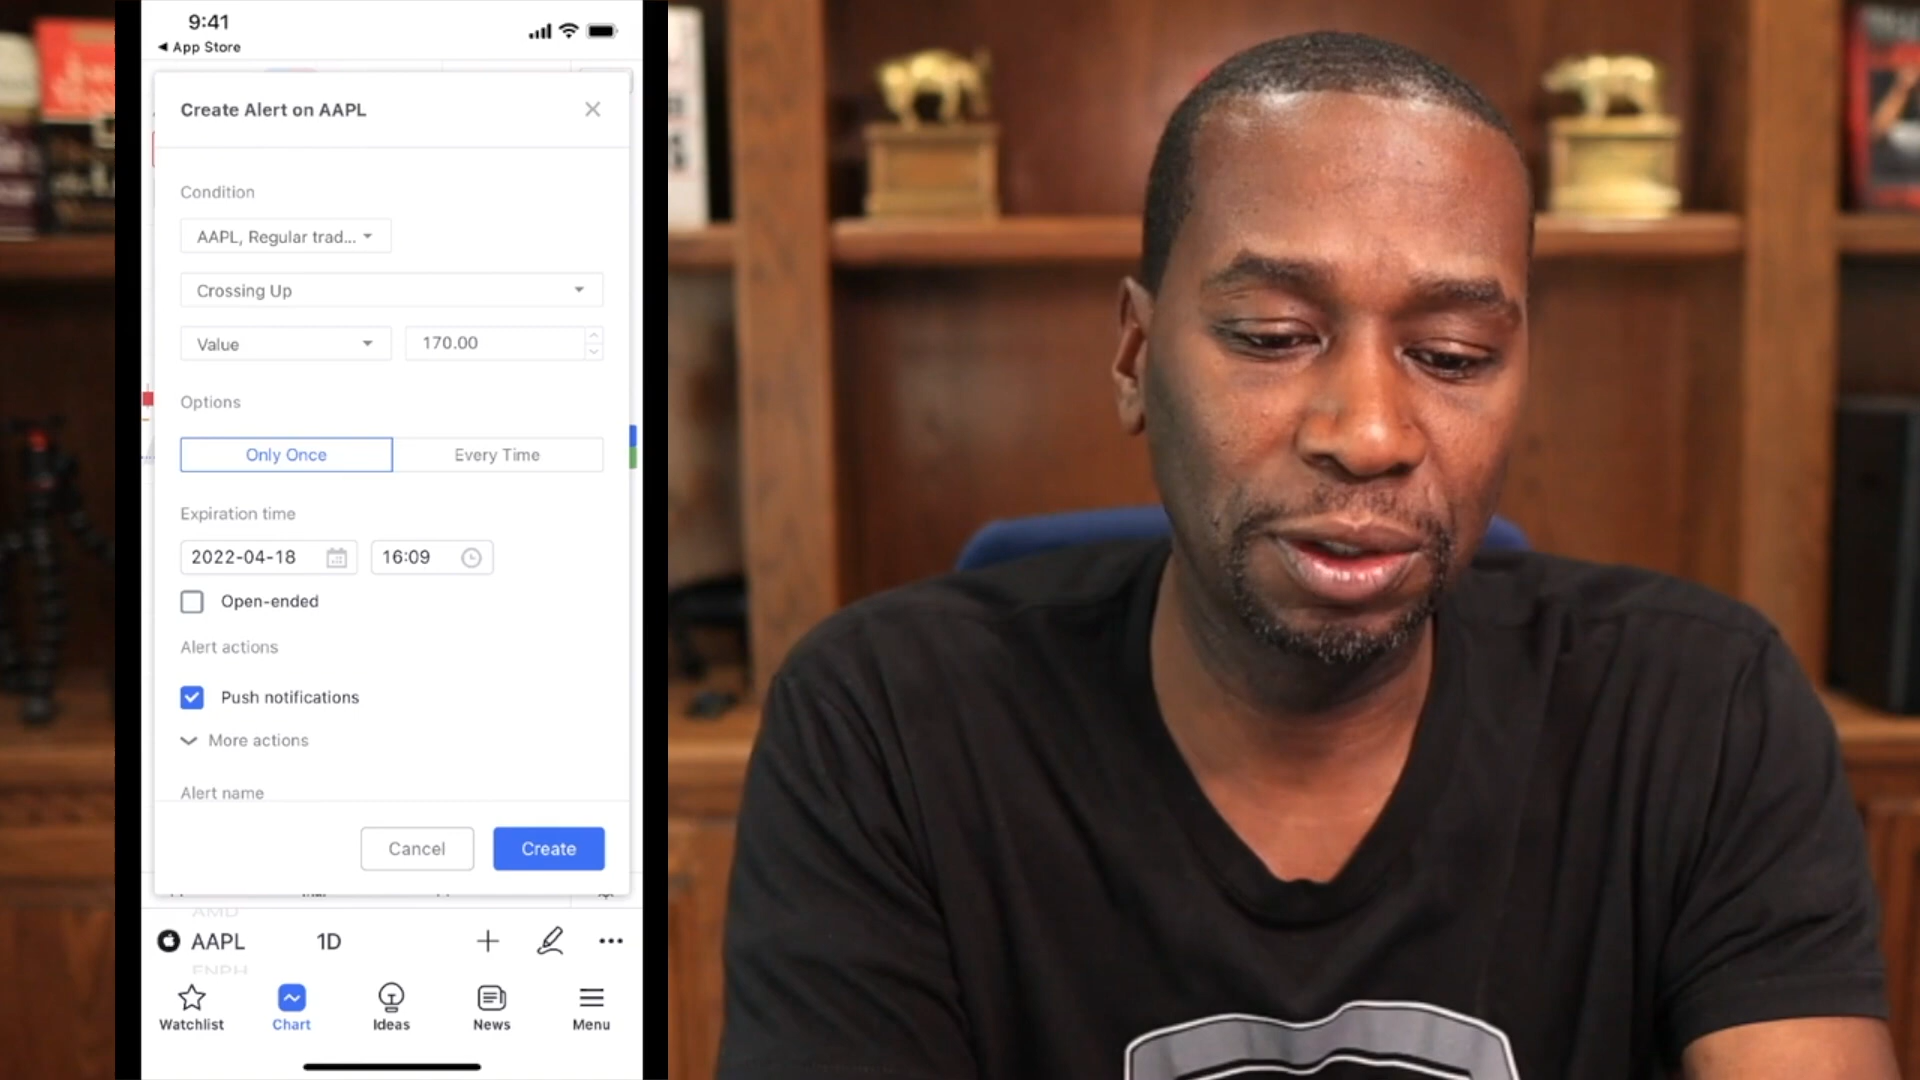 9:41
◀ App Store
Create Alert on AAPL
Condition
AAPL, Regular trad...
Crossing Up
Value
170.00
Options
Only Once
Every Time
Expiration time
2022-04-18
16:09
Open-ended
Alert actions
Push notifications
More actions
Alert name
Cancel
Create
AMD
AAPL
1D
ENPH
Watchlist
Chart
Ideas
News
Menu